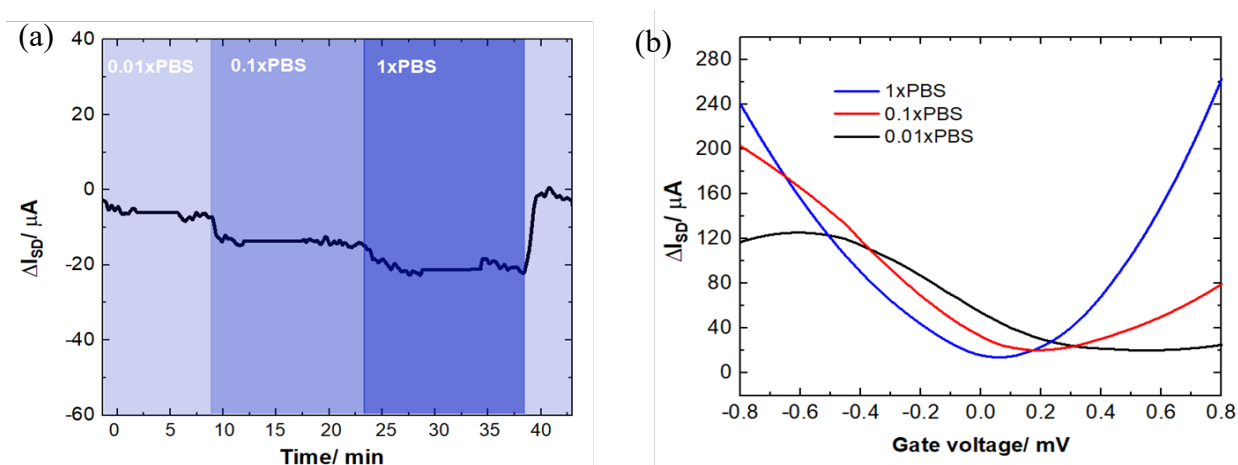 (a)
40
20
0
-20
-40
-60
ΔI_SD/ μA
0.01xPBS
0.1xPBS
1xPBS
0 5 10 15 20 25 30 35 40
Time/ min
(b)
280
240
200
160
120
80
40
0
ΔI_SD/ μA
1xPBS
0.1xPBS
0.01xPBS
-0.8 -0.6 -0.4 -0.2 0.0 0.2 0.4 0.6 0.8
Gate voltage/ mV